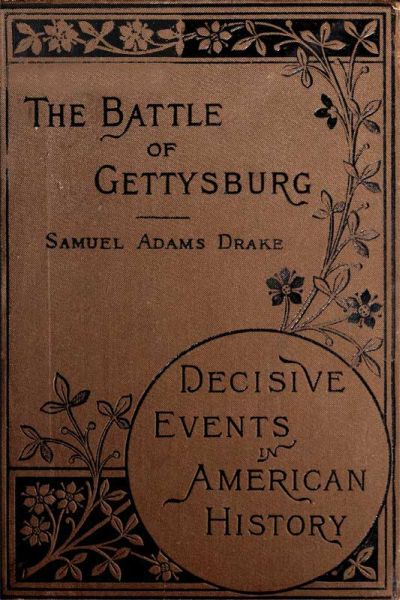 The Battle
of
Gettysburg
Samuel Adams Drake
Decisive
Events
in
American
History